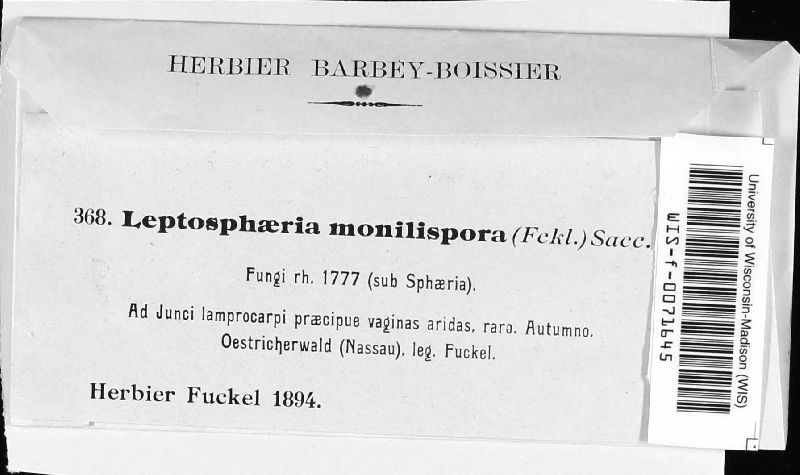 HERBIER BARBEY-BOISSIER
368. Leptosphæria monilispora (Fckl.) Sacc.
Fungi rh. 1777 (sub Sphæria).
Ad Junci lamprocarpi præcipue vaginas aridas, raro. Autumno.
Oestricherwald (Nassau), leg. Fuckel.
Herbier Fuckel 1894.
University of Wisconsin-Madison (WIS)
WIS-f-0071645